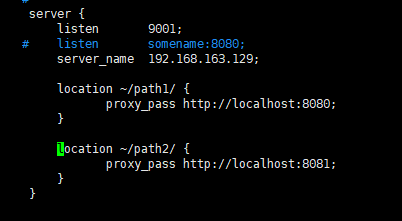 #
server {
listen 9001;
# listen somename:8080;
server_name 192.168.163.129;
location ~/path1/ {
proxy_pass http://localhost:8080;
}
location ~/path2/ {
proxy_pass http://localhost:8081;
}
}